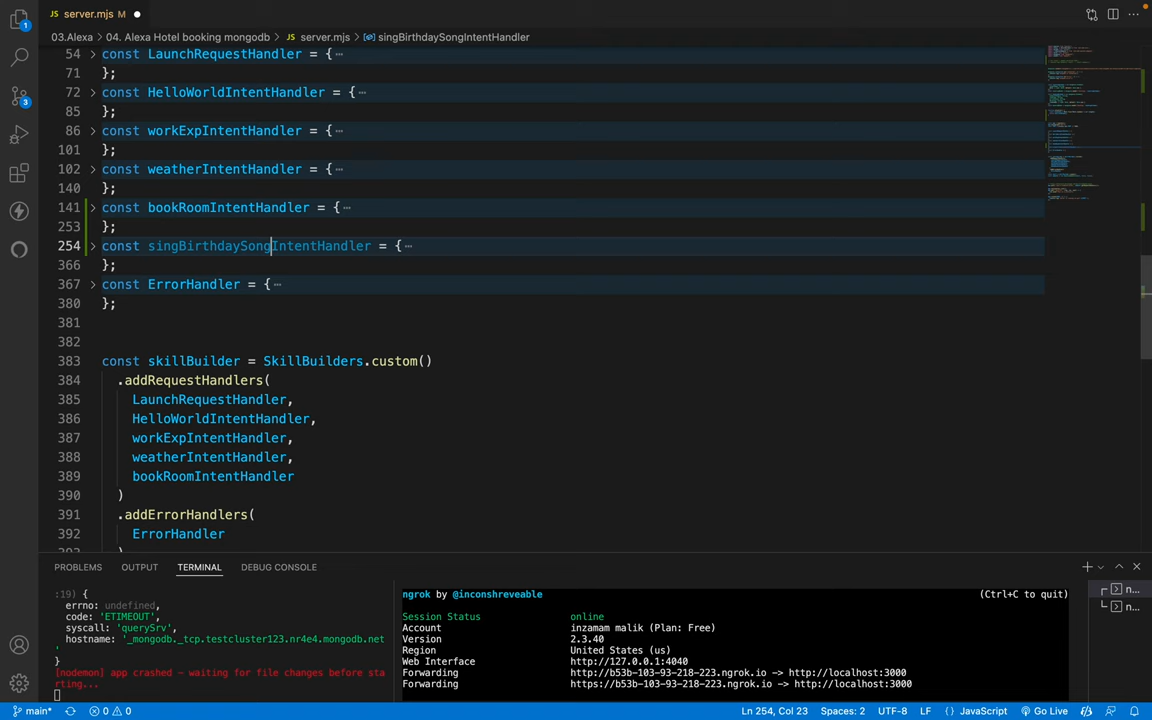 JS server.mjs M ●
03.Alexa > 04. Alexa Hotel booking mongodb > JS server.mjs > singBirthdaySongIntentHandler
54 > const LaunchRequestHandler = { ⋯
71 };
72 > const HelloWorldIntentHandler = { ⋯
85 };
86 > const workExpIntentHandler = { ⋯
101 };
102 > const weatherIntentHandler = { ⋯
140 };
141 > const bookRoomIntentHandler = { ⋯
253 };
254 > const singBirthdaySongIntentHandler = { ⋯
366 };
367 > const ErrorHandler = { ⋯
380 };
381
382
383 const skillBuilder = SkillBuilders.custom()
384 .addRequestHandlers(
385 LaunchRequestHandler,
386 HelloWorldIntentHandler,
387 workExpIntentHandler,
388 weatherIntentHandler,
389 bookRoomIntentHandler
390 )
391 .addErrorHandlers(
392 ErrorHandler
393 )
1
3
PROBLEMS OUTPUT TERMINAL DEBUG CONSOLE
:19) {
errno: undefined,
code: 'ETIMEOUT',
syscall: 'querySrv',
hostname: '_mongodb._tcp.testcluster123.nr4e4.mongodb.net
'
}
[nodemon] app crashed – waiting for file changes before sta
rting...
ngrok by @inconshreveable (Ctrl+C to quit)
Session Status online
Account inzamam malik (Plan: Free)
Version 2.3.40
Region United States (us)
Web Interface http://127.0.0.1:4040
Forwarding http://b53b-103-93-218-223.ngrok.io -> http://localhost:3000
Forwarding https://b53b-103-93-218-223.ngrok.io -> http://localhost:3000
n...
n...
main* 0 0 Ln 254, Col 23 Spaces: 2 UTF-8 LF {} JavaScript Go Live